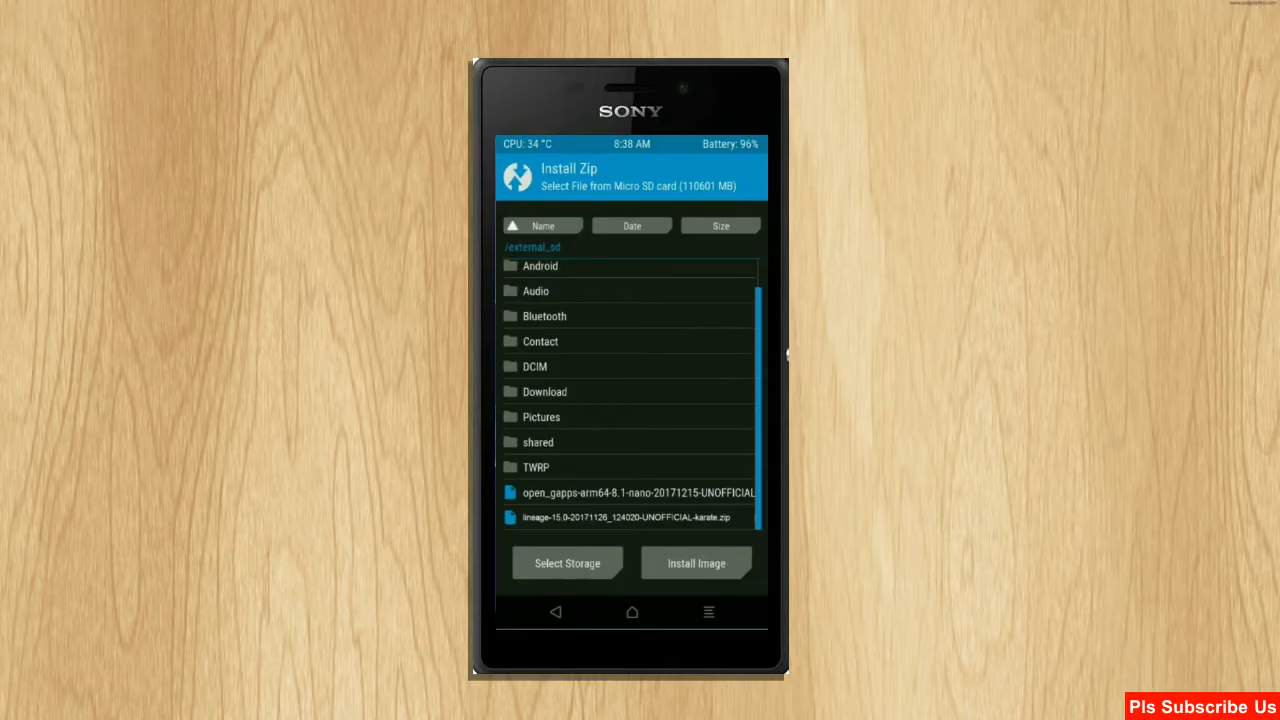 SONY
CPU: 34 °C 8:38 AM Battery: 96%
Install Zip
Select File from Micro SD card (110601 MB)
Name Date Size
/external_sd
Android
Audio
Bluetooth
Contact
DCIM
Download
Pictures
shared
TWRP
open_gapps-arm64-8.1-nano-20171215-UNOFFICIAL
lineage-15.0-20171126_124020-UNOFFICIAL-karate.zip
Select Storage Install Image
Pls Subscribe Us